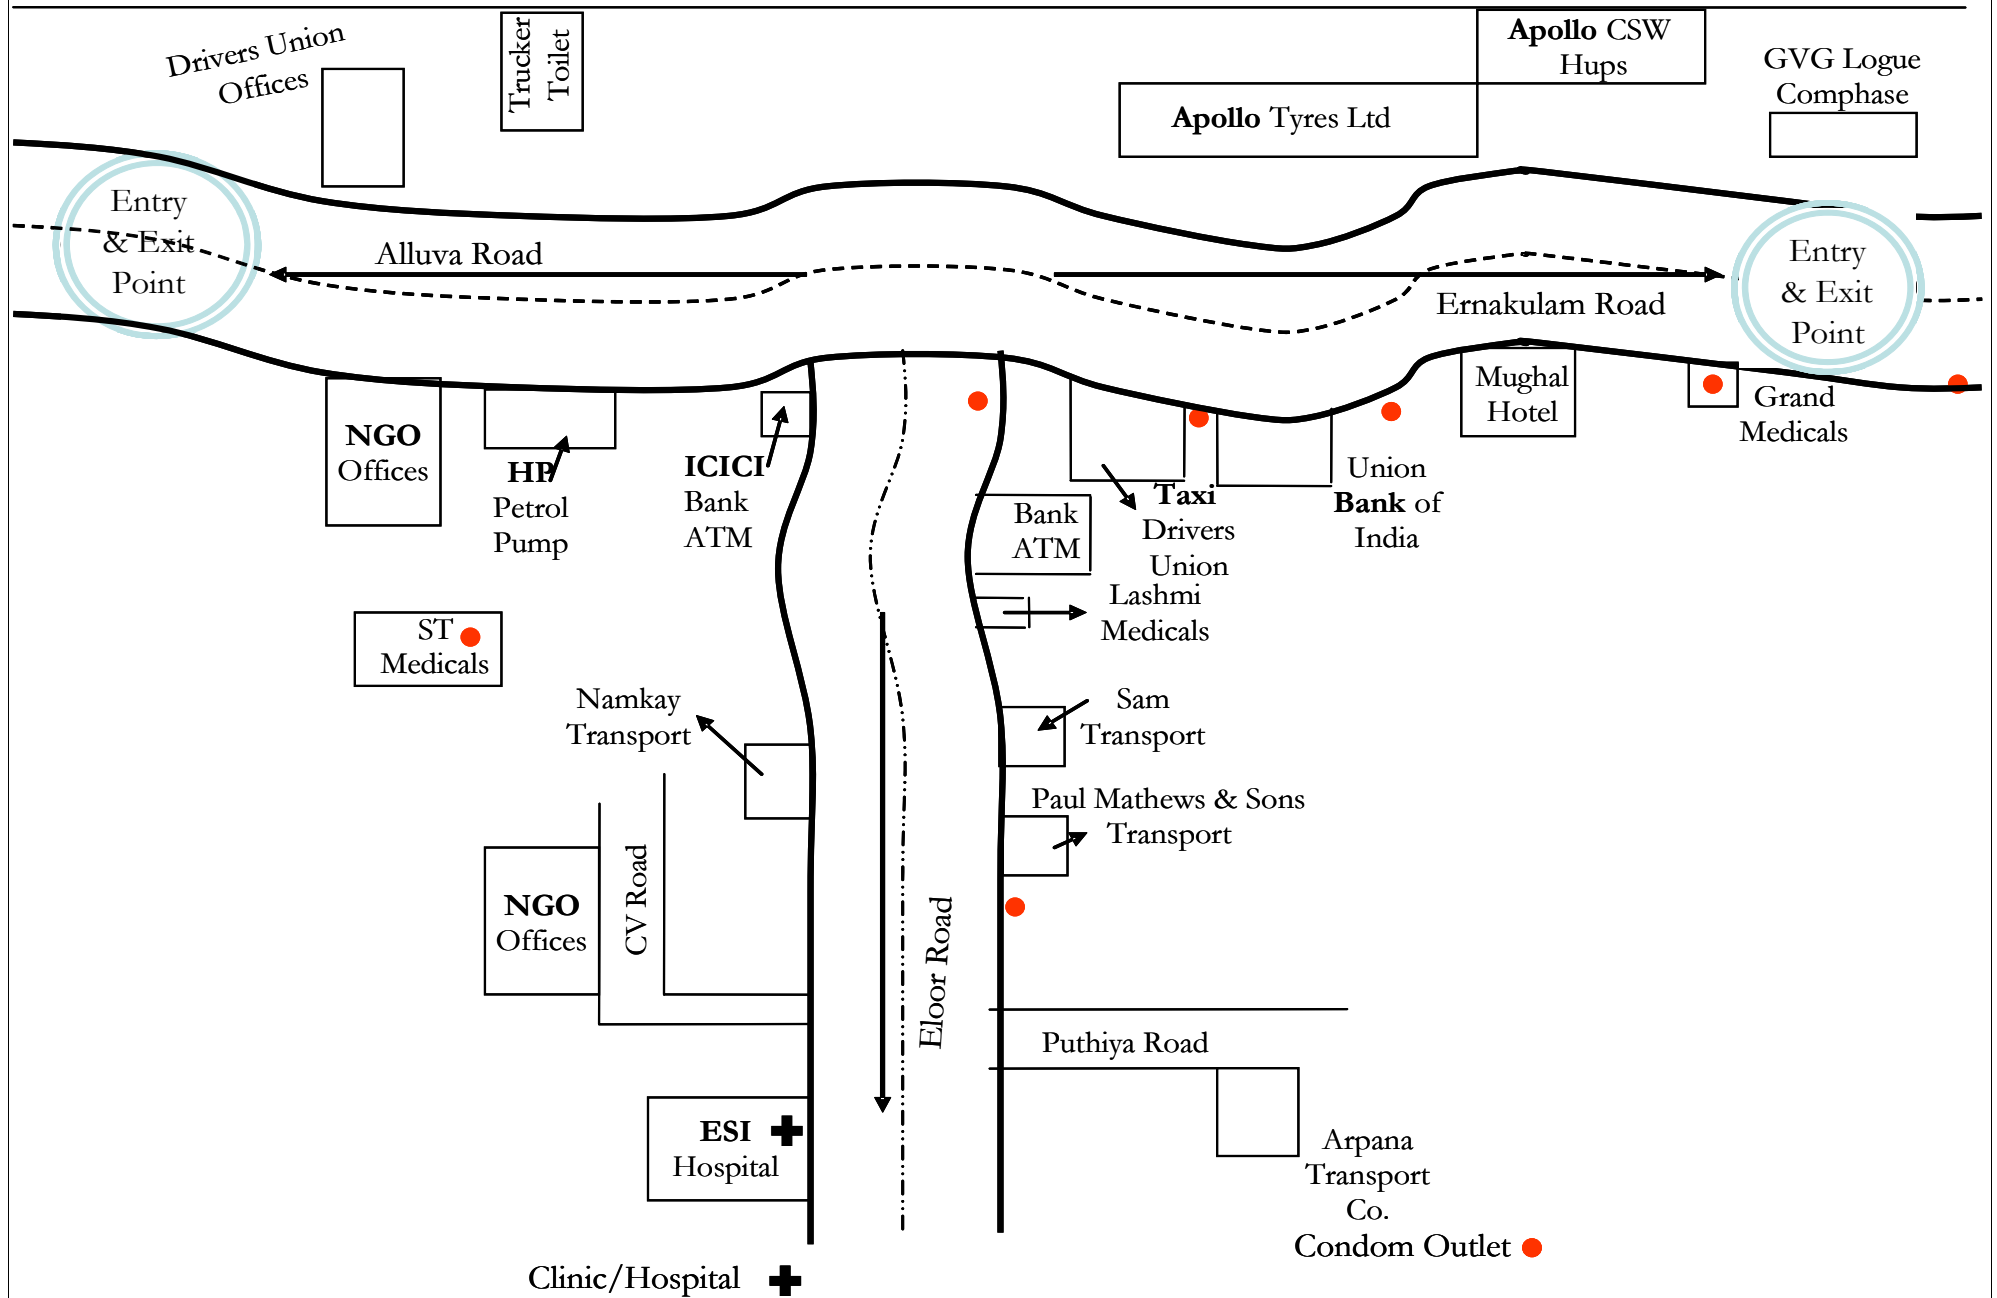 Drivers Union
Offices
Trucker
Toilet
Apollo CSW
Hups
Apollo Tyres Ltd
GVG Logue
Comphase
Entry
& Exit
Point
Alluva Road
Ernakulam Road
Entry
& Exit
Point
NGO
Offices
HP
Petrol
Pump
ICICI
Bank
ATM
Bank
ATM
Taxi
Drivers
Union
Union
Bank of
India
Mughal
Hotel
Grand
Medicals
Lashmi
Medicals
ST
Medicals
Namkay
Transport
Sam
Transport
Paul Mathews & Sons
Transport
NGO
Offices
CV Road
Eloor Road
Puthiya Road
ESI
Hospital
Arpana
Transport
Co.
Condom Outlet
Clinic/Hospital